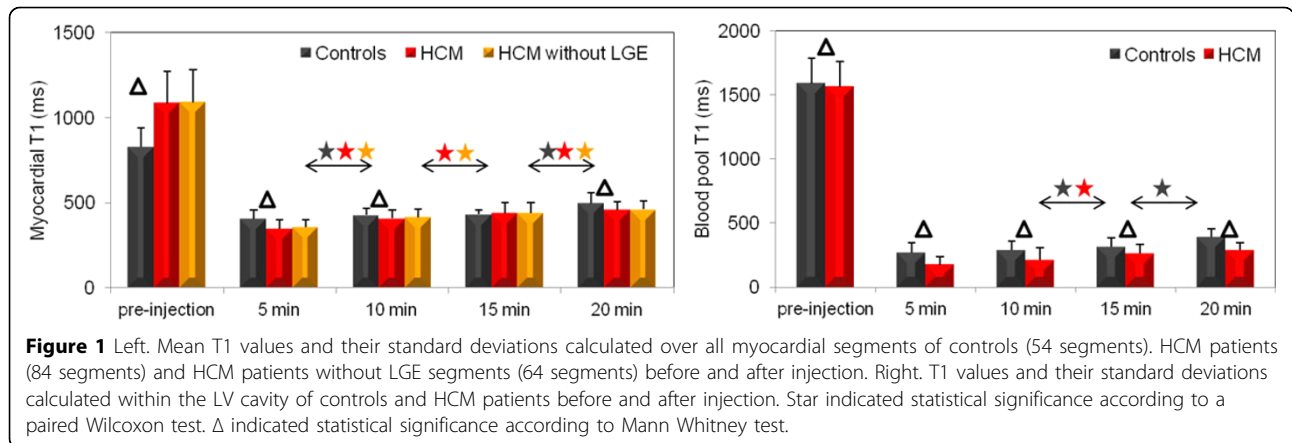 1500
1000
500
0
Myocardial T1 (ms)
Controls HCM HCM without LGE
Δ Δ Δ Δ
pre-injection 5 min 10 min 15 min 20 min
2000
1500
1000
500
0
Blood pool T1 (ms)
Controls HCM
Δ Δ Δ Δ Δ
pre-injection 5 min 10 min 15 min 20 min
Figure 1 Left. Mean T1 values and their standard deviations calculated over all myocardial segments of controls (54 segments). HCM patients
(84 segments) and HCM patients without LGE segments (64 segments) before and after injection. Right. T1 values and their standard deviations
calculated within the LV cavity of controls and HCM patients before and after injection. Star indicated statistical significance according to a
paired Wilcoxon test. Δ indicated statistical significance according to Mann Whitney test.